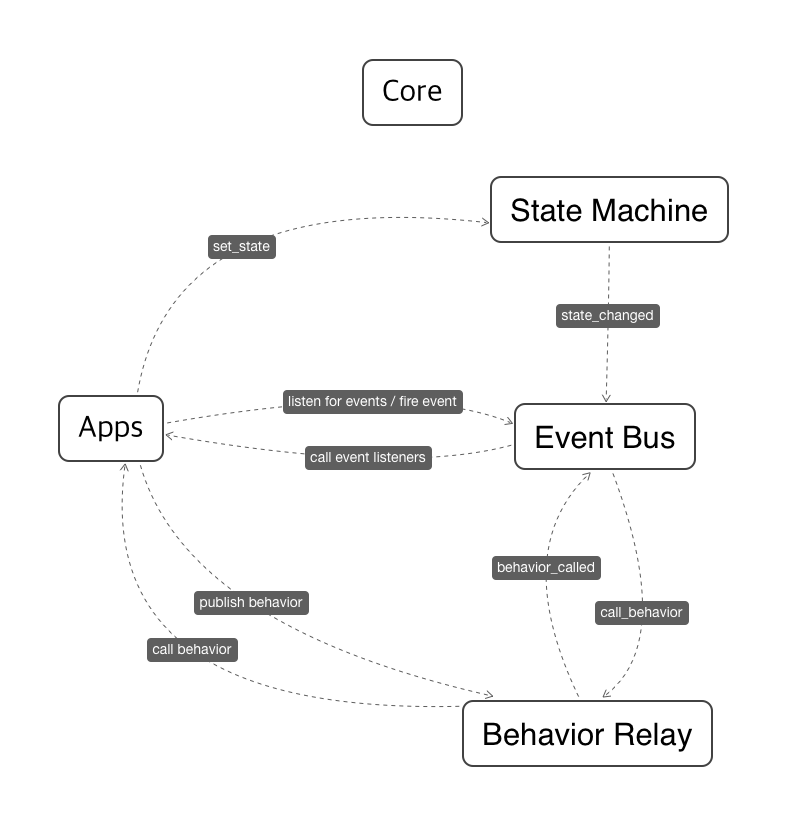 Core
State Machine
set_state
state_changed
listen for events / fire event
Apps
Event Bus
call event listeners
behavior_called
publish behavior
call_behavior
call behavior
Behavior Relay